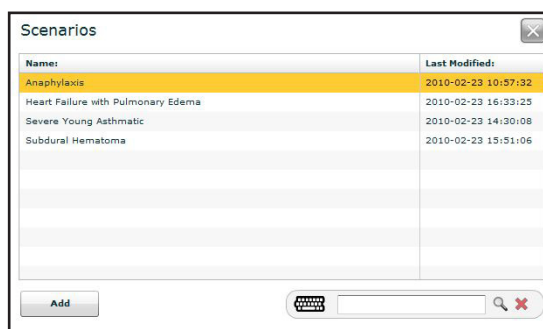 Scenarios
Name: Last Modified:
Anaphylaxis 2010-02-23 10:57:32
Heart Failure with Pulmonary Edema 2010-02-23 16:33:25
Severe Young Asthmatic 2010-02-23 14:30:08
Subdural Hematoma 2010-02-23 15:51:06
Add